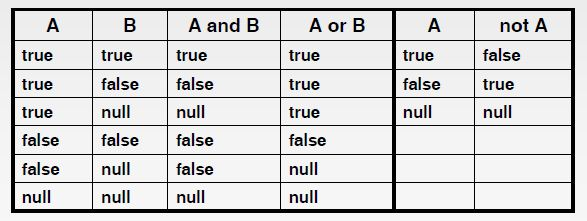 A B A and B A or B A not A
true true true true true false
true false false true false true
true null null true null null
false false false false
false null false null
null null null null